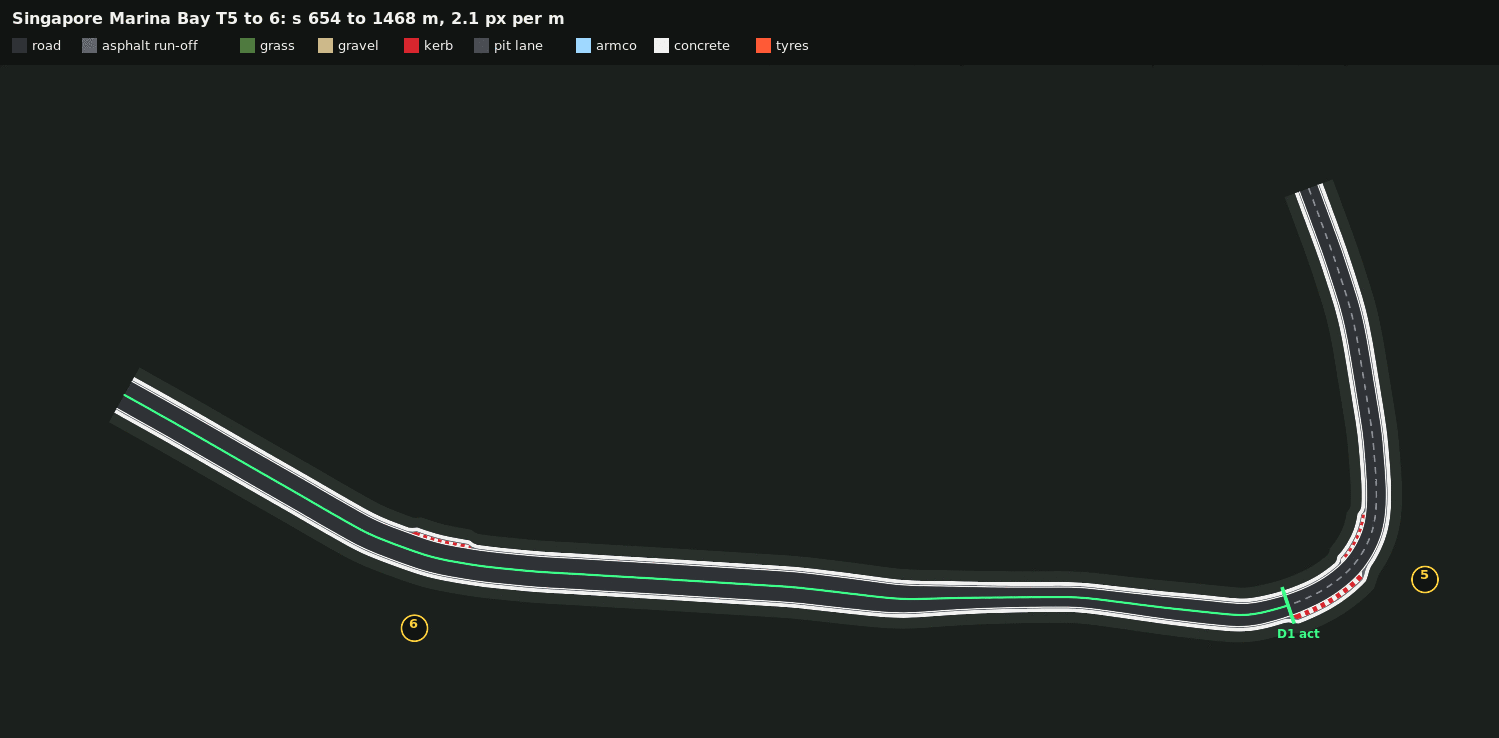 Singapore Marina Bay T5 to 6: s 654 to 1468 m, 2.1 px per m
road asphalt run-off grass gravel kerb pit lane armco concrete tyres
5
6
D1 act